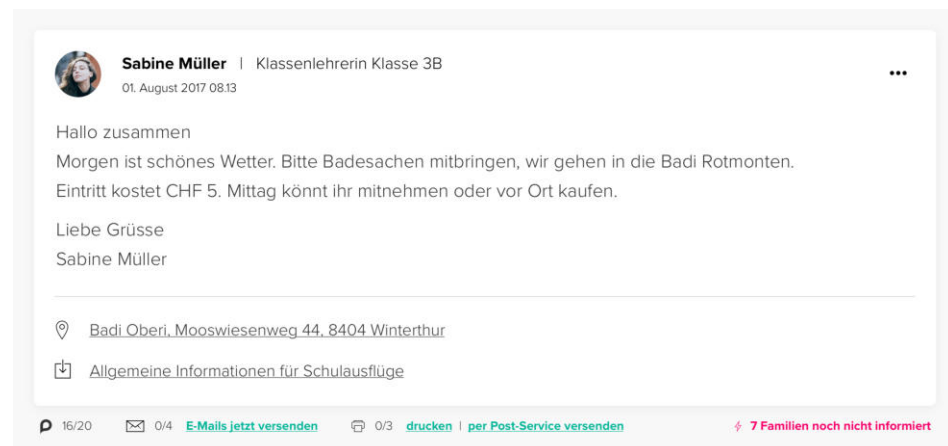 Sabine Müller | Klassenlehrerin Klasse 3B
01. August 2017 08.13
Hallo zusammen
Morgen ist schönes Wetter. Bitte Badesachen mitbringen, wir gehen in die Badi Rotmonten.
Eintritt kostet CHF 5. Mittag könnt ihr mitnehmen oder vor Ort kaufen.
Liebe Grüsse
Sabine Müller
Badi Oberi, Mooswiesenweg 44, 8404 Winterthur
Allgemeine Informationen für Schulausflüge
16/20 0/4 E-Mails jetzt versenden 0/3 drucken | per Post-Service versenden 7 Familien noch nicht informiert